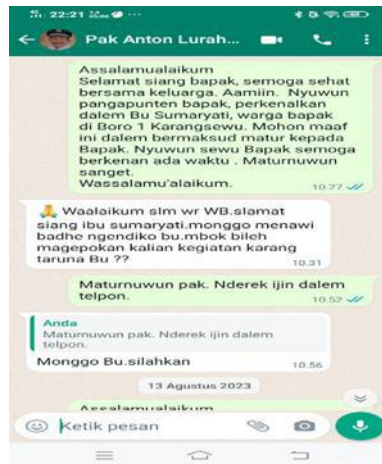 22:21
Pak Anton Lurah...
Assalamualaikum
Selamat siang bapak, semoga sehat
bersama keluarga. Aamiin. Nyuwun
pangapunten bapak, perkenalkan
dalem Bu Sumaryati, warga bapak
di Boro 1 Karangsewu. Mohon maaf
ini dalem bermaksud matur kepada
Bapak. Nyuwun sewu Bapak semoga
berkenan ada waktu . Maturnuwun
sanget.
Wassalamu'alaikum.
10.27
🙏 Waalaikum slm wr WB.slamat
siang ibu sumaryati.monggo menawi
badhe ngendiko bu.mbok bileh
magepokan kalian kegiatan karang
taruna Bu ??
10.31
Maturnuwun pak. Nderek ijin dalem
telpon.
10.52
Anda
Maturnuwun pak. Nderek ijin dalem
telpon.
Monggo Bu.silahkan
10.56
13 Agustus 2023
Assalamualaikum
Ketik pesan